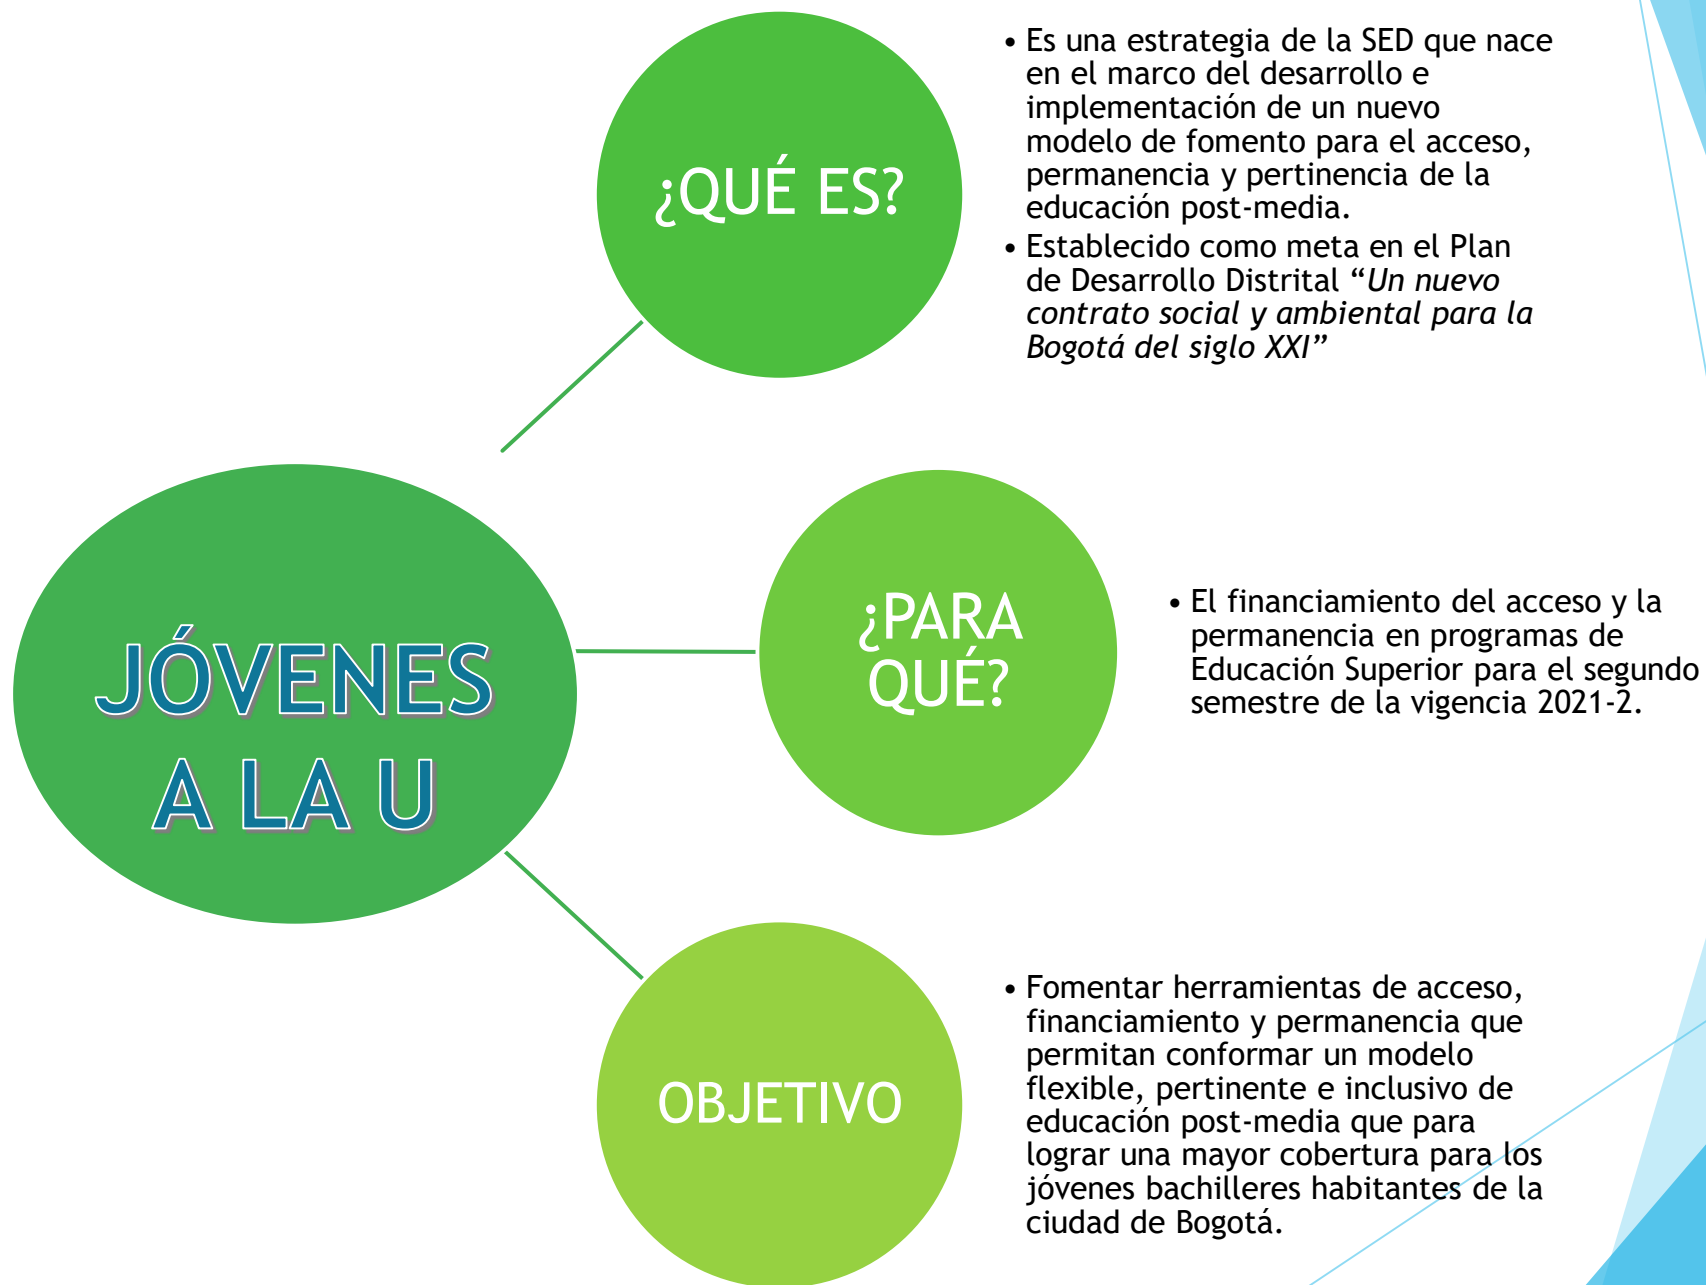 ¿QUÉ ES?
• Es una estrategia de la SED que nace
en el marco del desarrollo e
implementación de un nuevo
modelo de fomento para el acceso,
permanencia y pertinencia de la
educación post-media.
• Establecido como meta en el Plan
de Desarrollo Distrital “Un nuevo
contrato social y ambiental para la
Bogotá del siglo XXI”
JÓVENES
A LA U
¿PARA
QUÉ?
• El financiamiento del acceso y la
permanencia en programas de
Educación Superior para el segundo
semestre de la vigencia 2021-2.
OBJETIVO
• Fomentar herramientas de acceso,
financiamiento y permanencia que
permitan conformar un modelo
flexible, pertinente e inclusivo de
educación post-media que para
lograr una mayor cobertura para los
jóvenes bachilleres habitantes de la
ciudad de Bogotá.